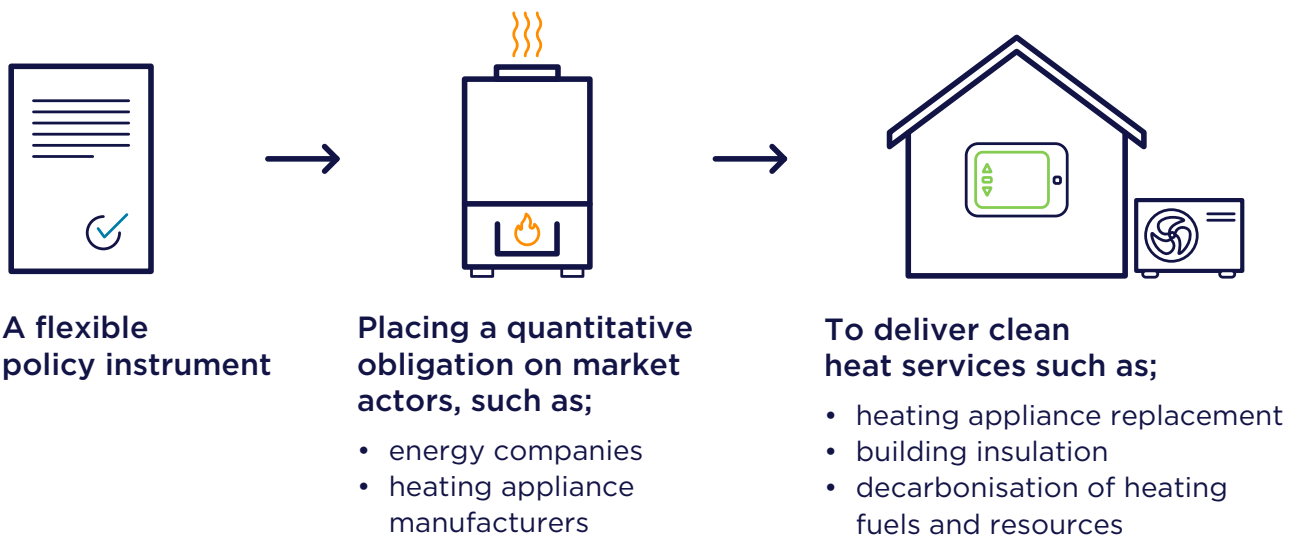 A flexible
policy instrument
Placing a quantitative
obligation on market
actors, such as;
• energy companies
• heating appliance
manufacturers
To deliver clean
heat services such as;
• heating appliance replacement
• building insulation
• decarbonisation of heating
fuels and resources